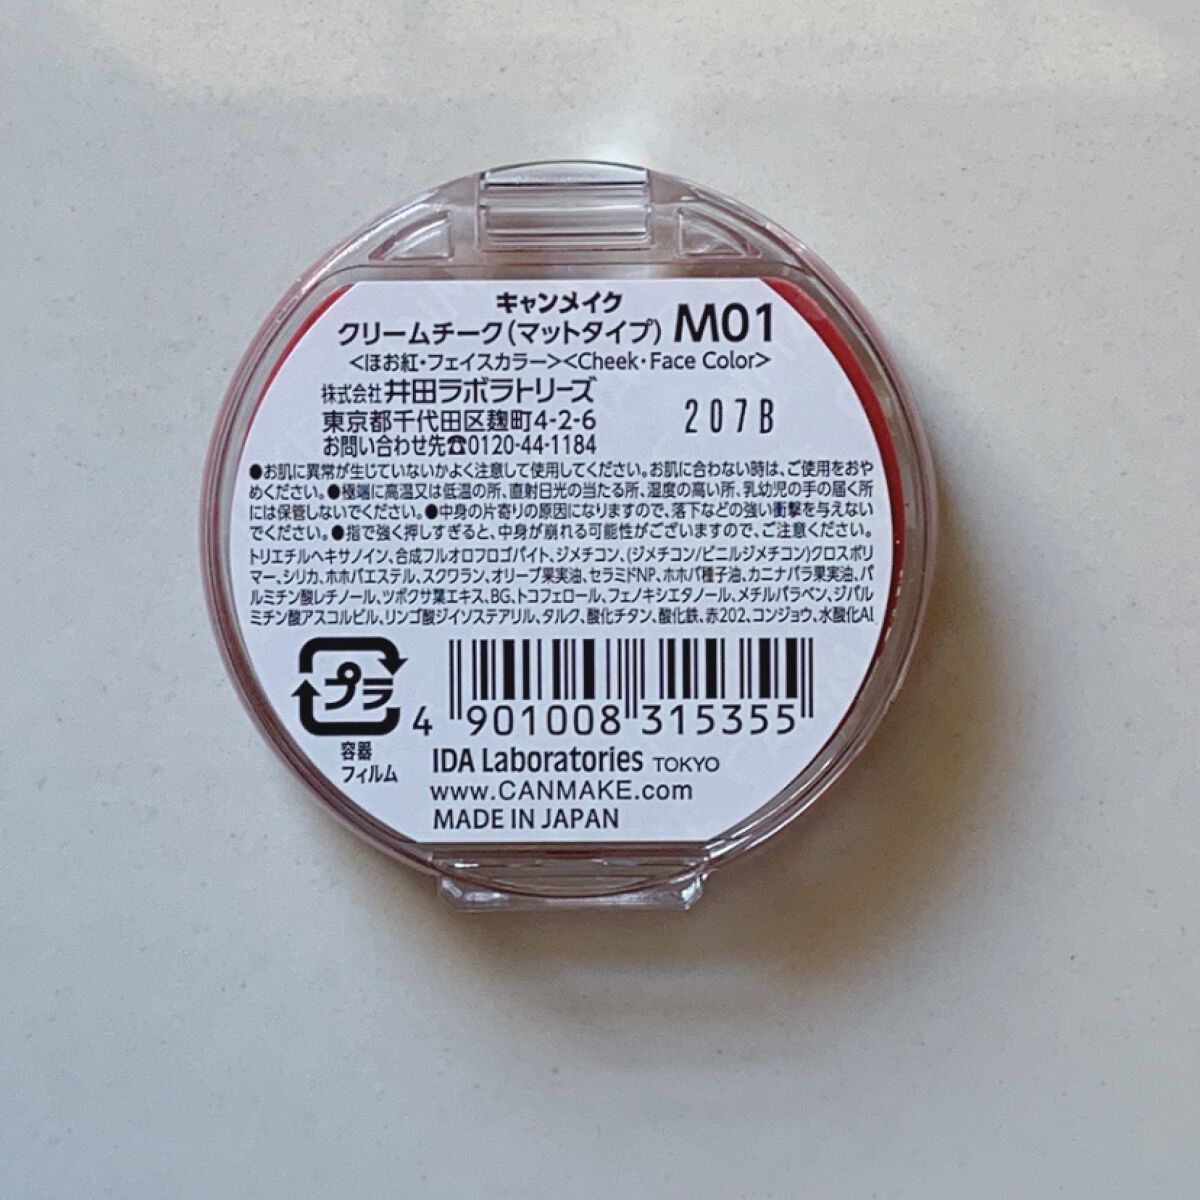 キャンメイク
クリームチーク(マットタイプ) M01
<ほお紅・フェイスカラー><Cheek・Face Color>
株式会社 井田ラボラトリーズ
東京都千代田区麹町4-2-6
お問い合わせ先☎0120-44-1184
207B
●お肌に異常が生じていないかよく注意して使用してください。お肌に合わない時は、ご使用をおや
めください。●極端に高温又は低温の所、直射日光の当たる所、湿度の高い所、乳幼児の手の届く所
には保管しないでください。●中身の片寄りの原因になりますので、落下などの強い衝撃を与えない
でください。●指で強く押しすぎると、中身が崩れる可能性がございますので、ご注意ください。
トリエチルヘキサノイン、合成フルオロフロゴパイト、ジメチコン、(ジメチコン/ビニルジメチコン)クロスポリ
マー、シリカ、ホホバエステル、スクワラン、オリーブ果実油、セラミドNP、ホホバ種子油、カニナバラ果実油、パ
ルミチン酸レチノール、ツボクサ葉エキス、BG、トコフェロール、フェノキシエタノール、メチルパラベン、ジパル
ミチン酸アスコルビル、リンゴ酸ジイソステアリル、タルク、酸化チタン、酸化鉄、赤202、コンジョウ、水酸化Al
プラ
容器
フィルム
4 901008 315355
IDA Laboratories TOKYO
www.CANMAKE.com
MADE IN JAPAN